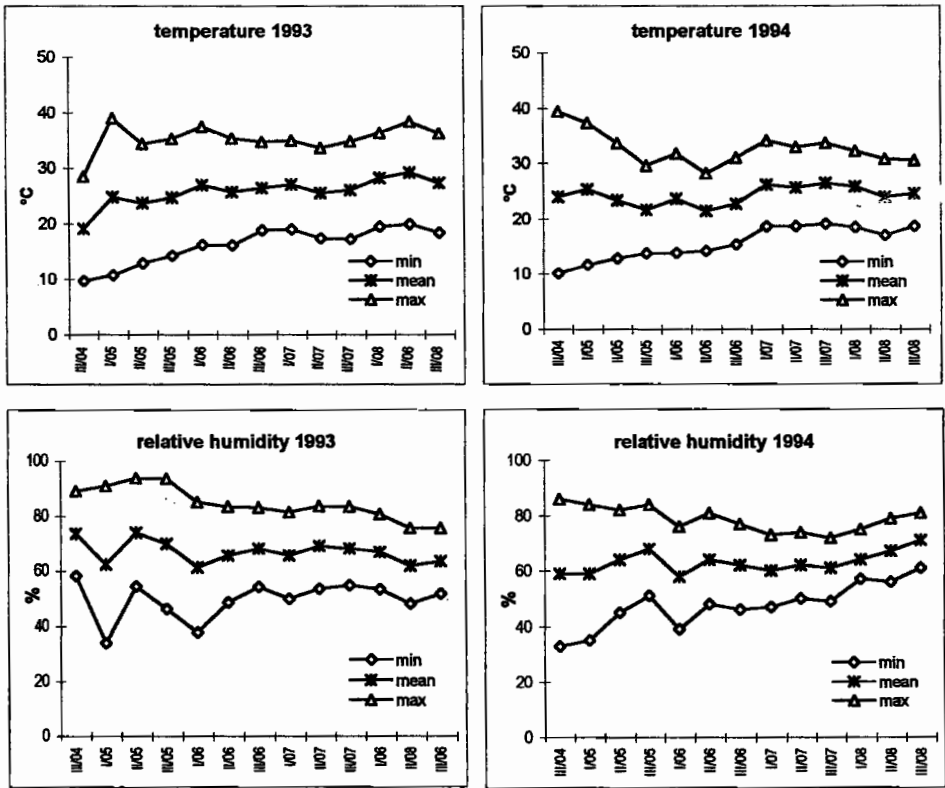 temperature 1993
50
40
30
20
10
0
°C
min
mean
max
III/04 I/05 II/05 III/05 I/06 II/06 III/06 I/07 II/07 III/07 I/08 II/08 III/08
temperature 1994
50
40
30
20
10
0
°C
min
mean
max
III/04 I/05 II/05 III/05 I/06 II/06 III/06 I/07 II/07 III/07 I/08 II/08 III/08
relative humidity 1993
100
80
60
40
20
0
%
min
mean
max
III/04 I/05 II/05 III/05 I/06 II/06 III/06 I/07 II/07 III/07 I/08 II/08 III/08
relative humidity 1994
100
80
60
40
20
0
%
min
mean
max
III/04 I/05 II/05 III/05 I/06 II/06 III/06 I/07 II/07 III/07 I/08 II/08 III/08